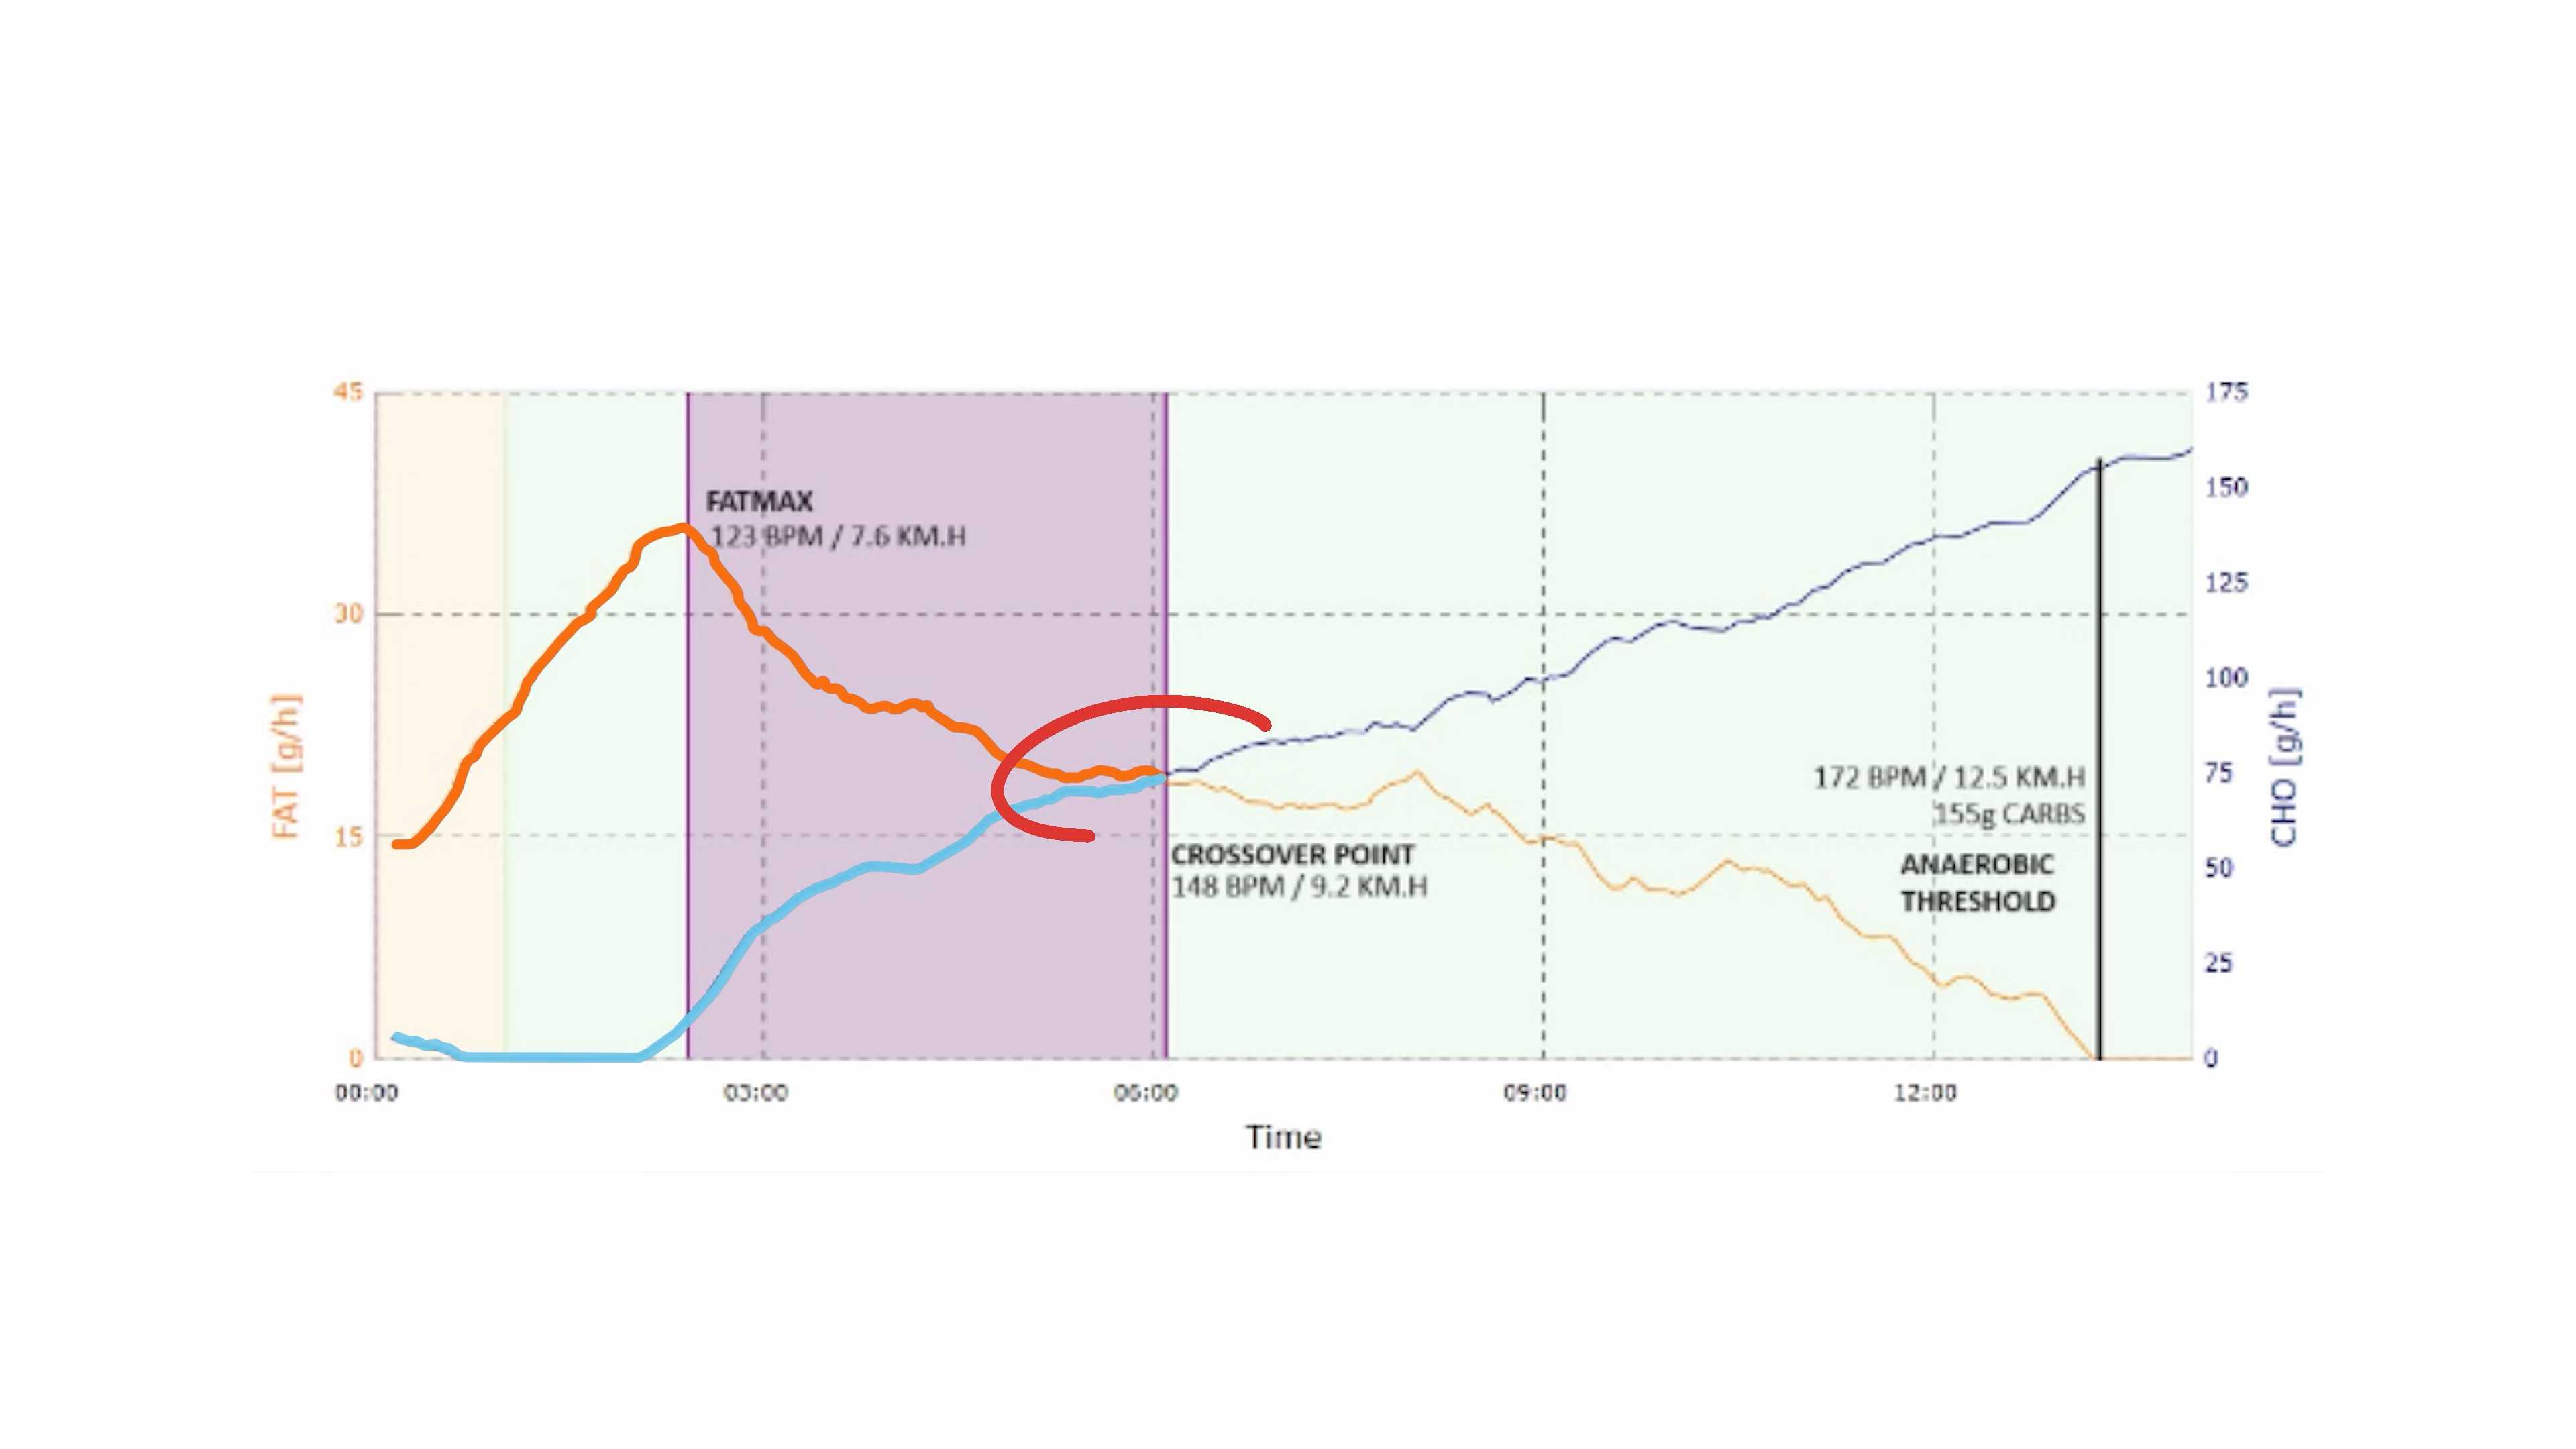 45
175
FATMAX
123 BPM / 7.6 KM.H
150
125
30
100
FAT [g/h]
CHO [g/h]
75
172 BPM / 12.5 KM.H
155g CARBS
15
CROSSOVER POINT
148 BPM / 9.2 KM.H
ANAEROBIC
THRESHOLD
50
25
0
0
00:00
03:00
06:00
09:00
12:00
Time